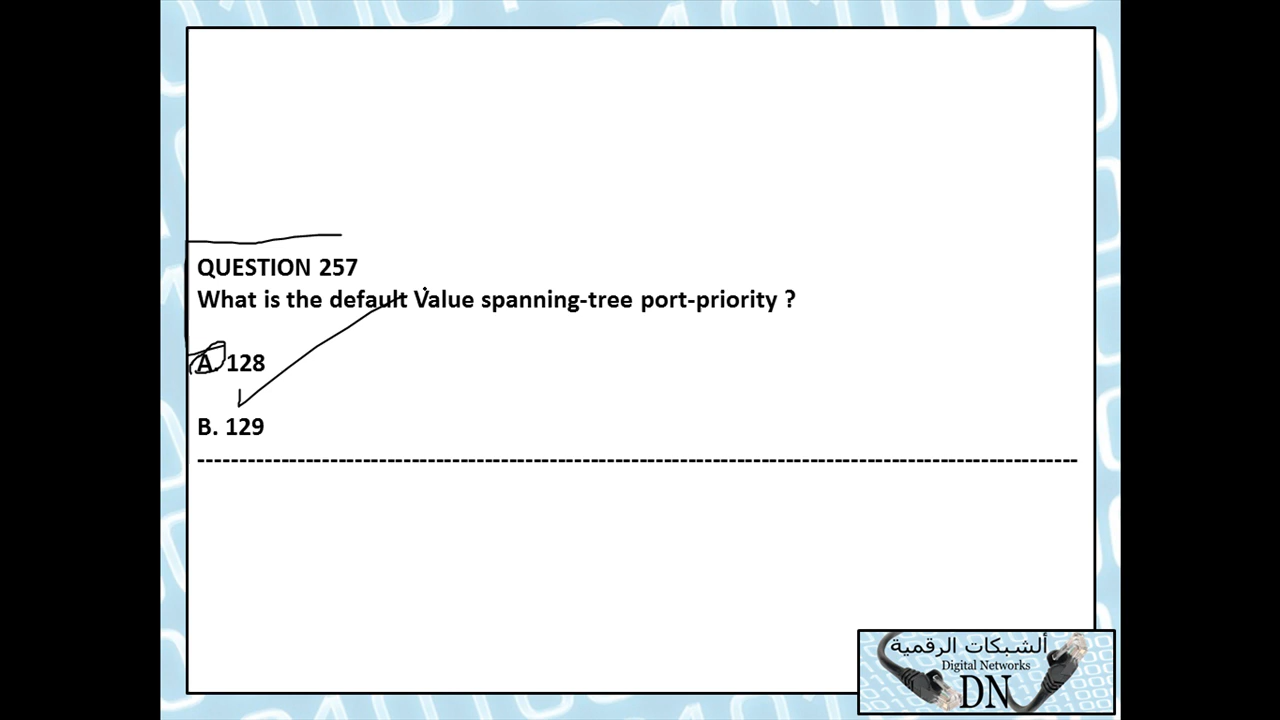 QUESTION 257
What is the default Value spanning-tree port-priority ?
A. 128
B. 129
ألشبكات الرقمية
Digital Networks
DN